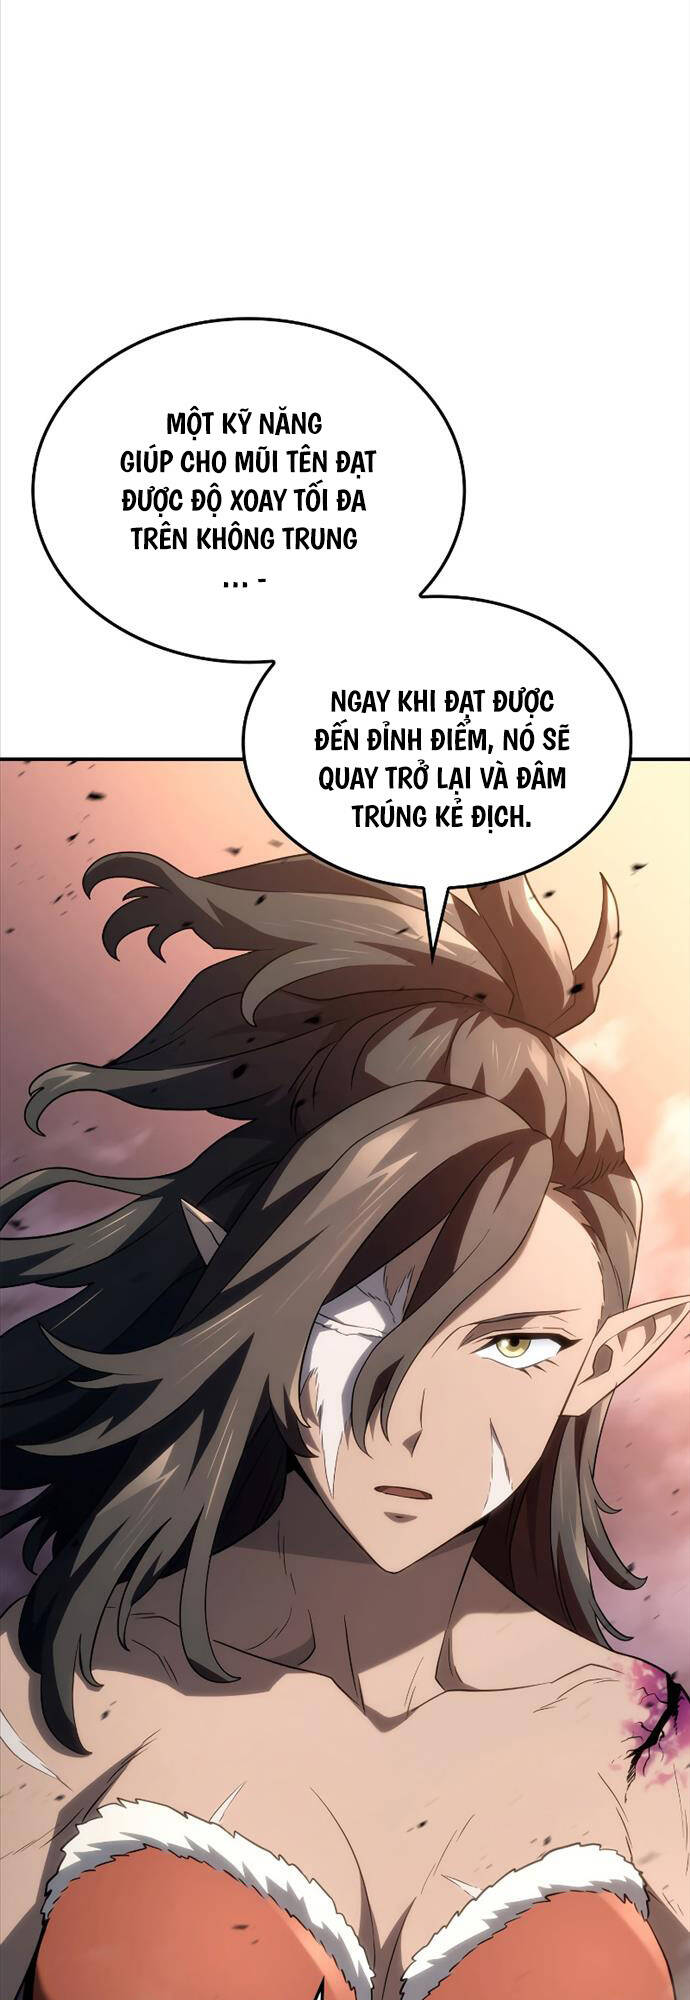 MỘT KỸ NĂNG
GIÚP CHO MŨI TÊN ĐẠT
ĐƯỢC ĐỘ XOAY TỐI ĐA
TRÊN KHÔNG TRUNG
... -
NGAY KHI ĐẠT ĐƯỢC
ĐẾN ĐỈNH ĐIỂM, NÓ SẼ
QUAY TRỞ LẠI VÀ ĐÂM
TRÚNG KẺ ĐỊCH.